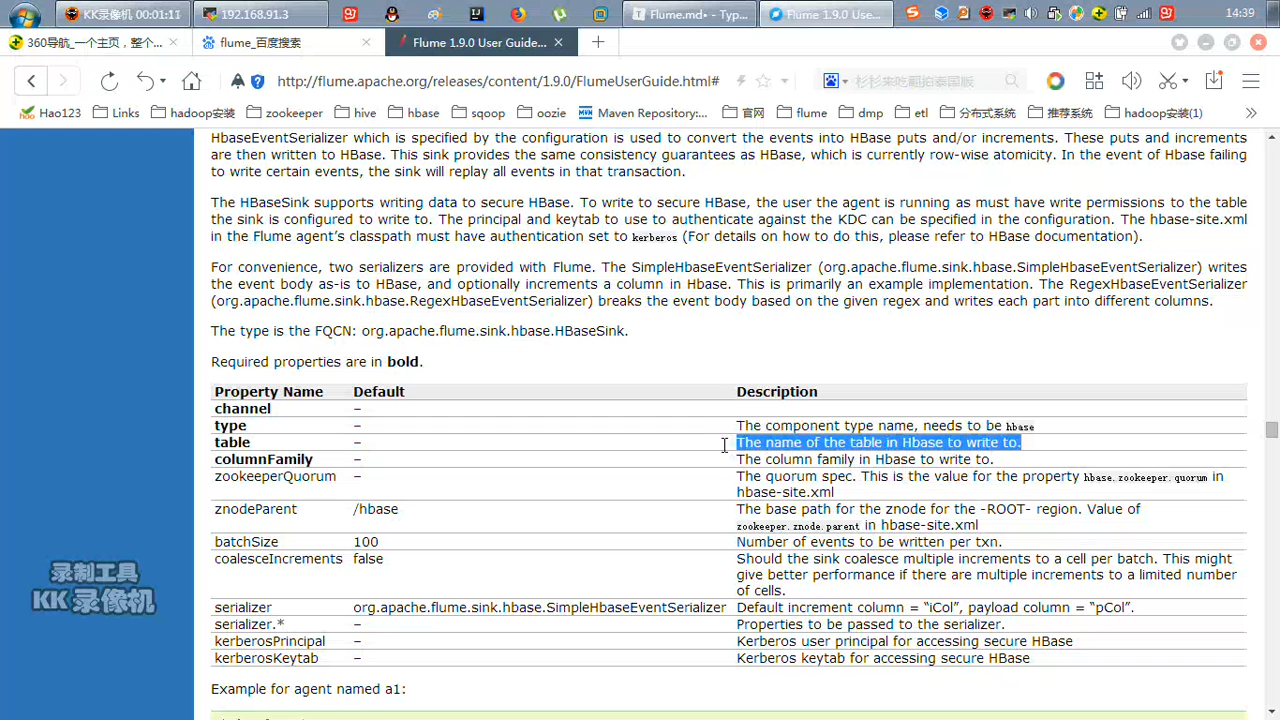 KK录像机 00:01:11
192.168.91.3
Flume.md• - Typ...
Flume 1.9.0 Use...
14:39
360导航_一个主页，整个... ×
flume_百度搜索 ×
Flume 1.9.0 User Guide... ×
http://flume.apache.org/releases/content/1.9.0/FlumeUserGuide.html#
杉杉来吃翻拍泰国版
Hao123
Links
hadoop安装
zookeeper
hive
hbase
sqoop
oozie
Maven Repository:...
官网
flume
dmp
etl
分布式系统
推荐系统
hadoop安装(1)
HbaseEventSerializer which is specified by the configuration is used to convert the events into HBase puts and/or increments. These puts and increments
are then written to HBase. This sink provides the same consistency guarantees as HBase, which is currently row-wise atomicity. In the event of Hbase failing
to write certain events, the sink will replay all events in that transaction.
The HBaseSink supports writing data to secure HBase. To write to secure HBase, the user the agent is running as must have write permissions to the table
the sink is configured to write to. The principal and keytab to use to authenticate against the KDC can be specified in the configuration. The hbase-site.xml
in the Flume agent’s classpath must have authentication set to kerberos (For details on how to do this, please refer to HBase documentation).
For convenience, two serializers are provided with Flume. The SimpleHbaseEventSerializer (org.apache.flume.sink.hbase.SimpleHbaseEventSerializer) writes
the event body as-is to HBase, and optionally increments a column in Hbase. This is primarily an example implementation. The RegexHbaseEventSerializer
(org.apache.flume.sink.hbase.RegexHbaseEventSerializer) breaks the event body based on the given regex and writes each part into different columns.
The type is the FQCN: org.apache.flume.sink.hbase.HBaseSink.
Required properties are in bold.
Property Name Default Description
channel –
type – The component type name, needs to be hbase
table – The name of the table in Hbase to write to.
columnFamily – The column family in Hbase to write to.
zookeeperQuorum – The quorum spec. This is the value for the property hbase.zookeeper.quorum in
hbase-site.xml
znodeParent /hbase The base path for the znode for the -ROOT- region. Value of
zookeeper.znode.parent in hbase-site.xml
batchSize 100 Number of events to be written per txn.
coalesceIncrements false Should the sink coalesce multiple increments to a cell per batch. This might
give better performance if there are multiple increments to a limited number
of cells.
serializer org.apache.flume.sink.hbase.SimpleHbaseEventSerializer Default increment column = “iCol”, payload column = “pCol”.
serializer.* – Properties to be passed to the serializer.
kerberosPrincipal – Kerberos user principal for accessing secure HBase
kerberosKeytab – Kerberos keytab for accessing secure HBase
Example for agent named a1:
录制工具
KK 录像机